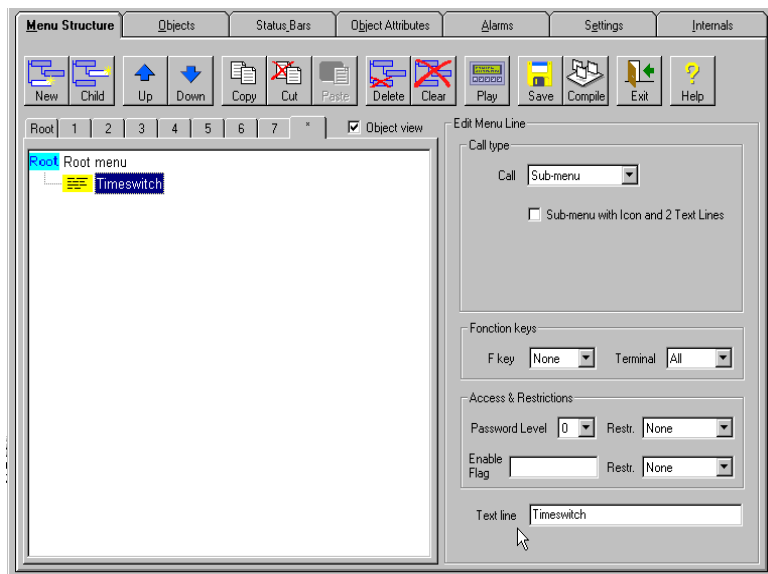 Menu Structure Objects Status Bars Object Attributes Alarms Settings Internals
New Child Up Down Copy Cut Paste Delete Clear Play Save Compile Exit Help
Root 1 2 3 4 5 6 7 * Object view
Root Root menu
Timeswitch
Edit Menu Line
Call type
Call Sub-menu
Sub-menu with Icon and 2 Text Lines
Fonction keys
F key None Terminal All
Access & Restrictions
Password Level 0 Restr. None
Enable Flag Restr. None
Text line Timeswitch